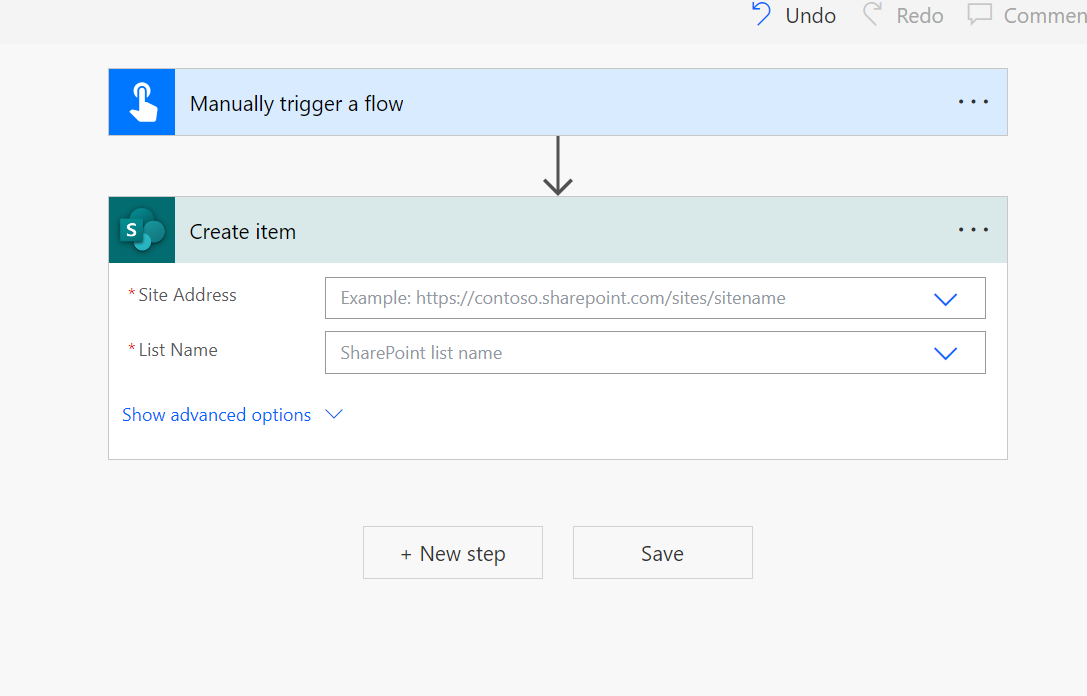 Undo Redo Commen
Manually trigger a flow
S Create item
* Site Address Example: https://contoso.sharepoint.com/sites/sitename
* List Name SharePoint list name
Show advanced options
+ New step Save